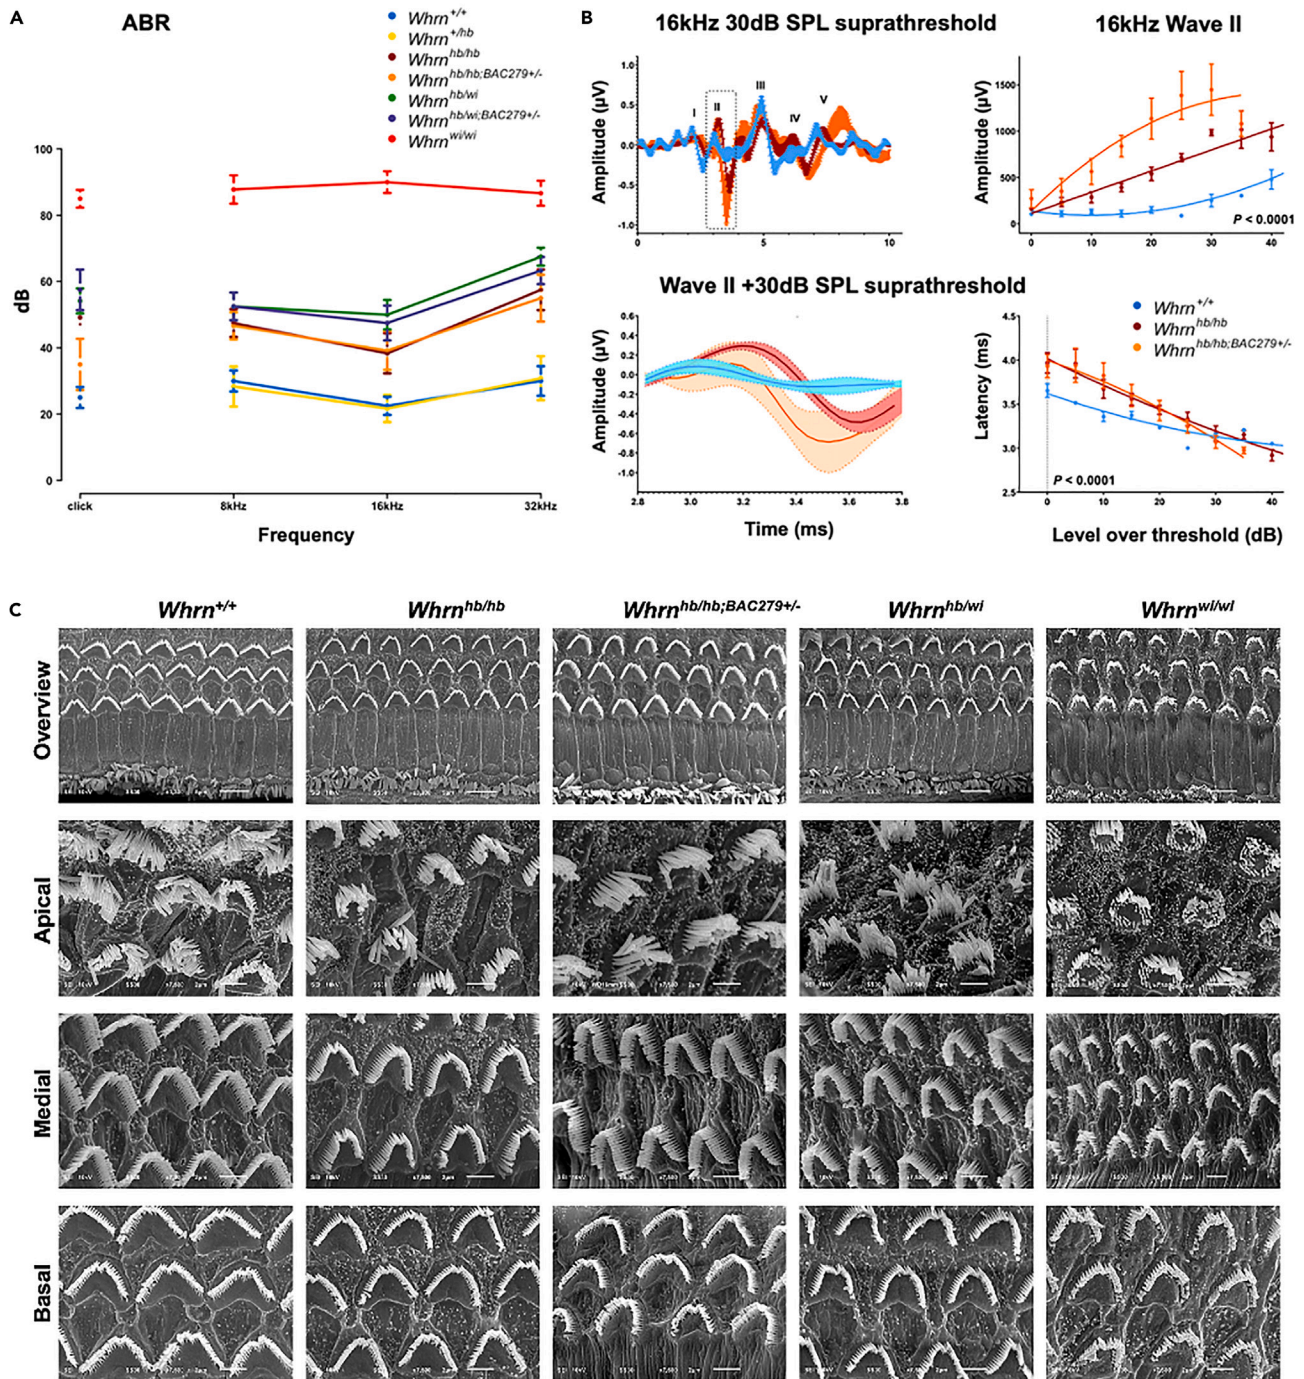 A
ABR
Whrn+/+
Whrn+/hb
Whrnhb/hb
Whrnhb/hb;BAC279+/-
Whrnhb/wi
Whrnhb/wi;BAC279+/-
Whrnwi/wi
100
80
60
40
20
0
dB
click
8kHz
16kHz
32kHz
Frequency
B
16kHz 30dB SPL suprathreshold
Amplitude (µV)
1.0
0.5
0.0
-0.5
-1.0
I
II
III
IV
V
0
5
10
16kHz Wave II
Amplitude (µV)
1500
1000
500
0
P < 0.0001
0
10
20
30
40
Wave II +30dB SPL suprathreshold
Amplitude (µV)
0.6
0.4
0.2
0.0
-0.2
-0.4
-0.6
-0.8
-1.0
-1.2
2.8
3.0
3.2
3.4
3.6
3.8
Time (ms)
Whrn+/+
Whrnhb/hb
Whrnhb/hb;BAC279+/-
Latency (ms)
4.5
4.0
3.5
3.0
2.5
P < 0.0001
0
10
20
30
40
Level over threshold (dB)
C
Whrn+/+
Whrnhb/hb
Whrnhb/hb;BAC279+/-
Whrnhb/wi
Whrnwi/wi
Overview
Apical
Medial
Basal